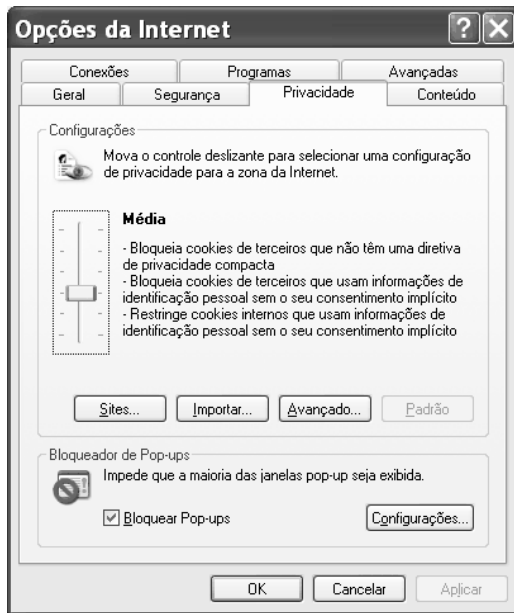 Opções da Internet
Conexões Programas Avançadas
Geral Segurança Privacidade Conteúdo
Configurações
Mova o controle deslizante para selecionar uma configuração
de privacidade para a zona da Internet.
Média
- Bloqueia cookies de terceiros que não têm uma diretiva
de privacidade compacta
- Bloqueia cookies de terceiros que usam informações de
identificação pessoal sem o seu consentimento implícito
- Restringe cookies internos que usam informações de
identificação pessoal sem o seu consentimento implícito
Sites... Importar... Avançado... Padrão
Bloqueador de Pop-ups
Impede que a maioria das janelas pop-up seja exibida.
Bloquear Pop-ups Configurações...
OK Cancelar Aplicar